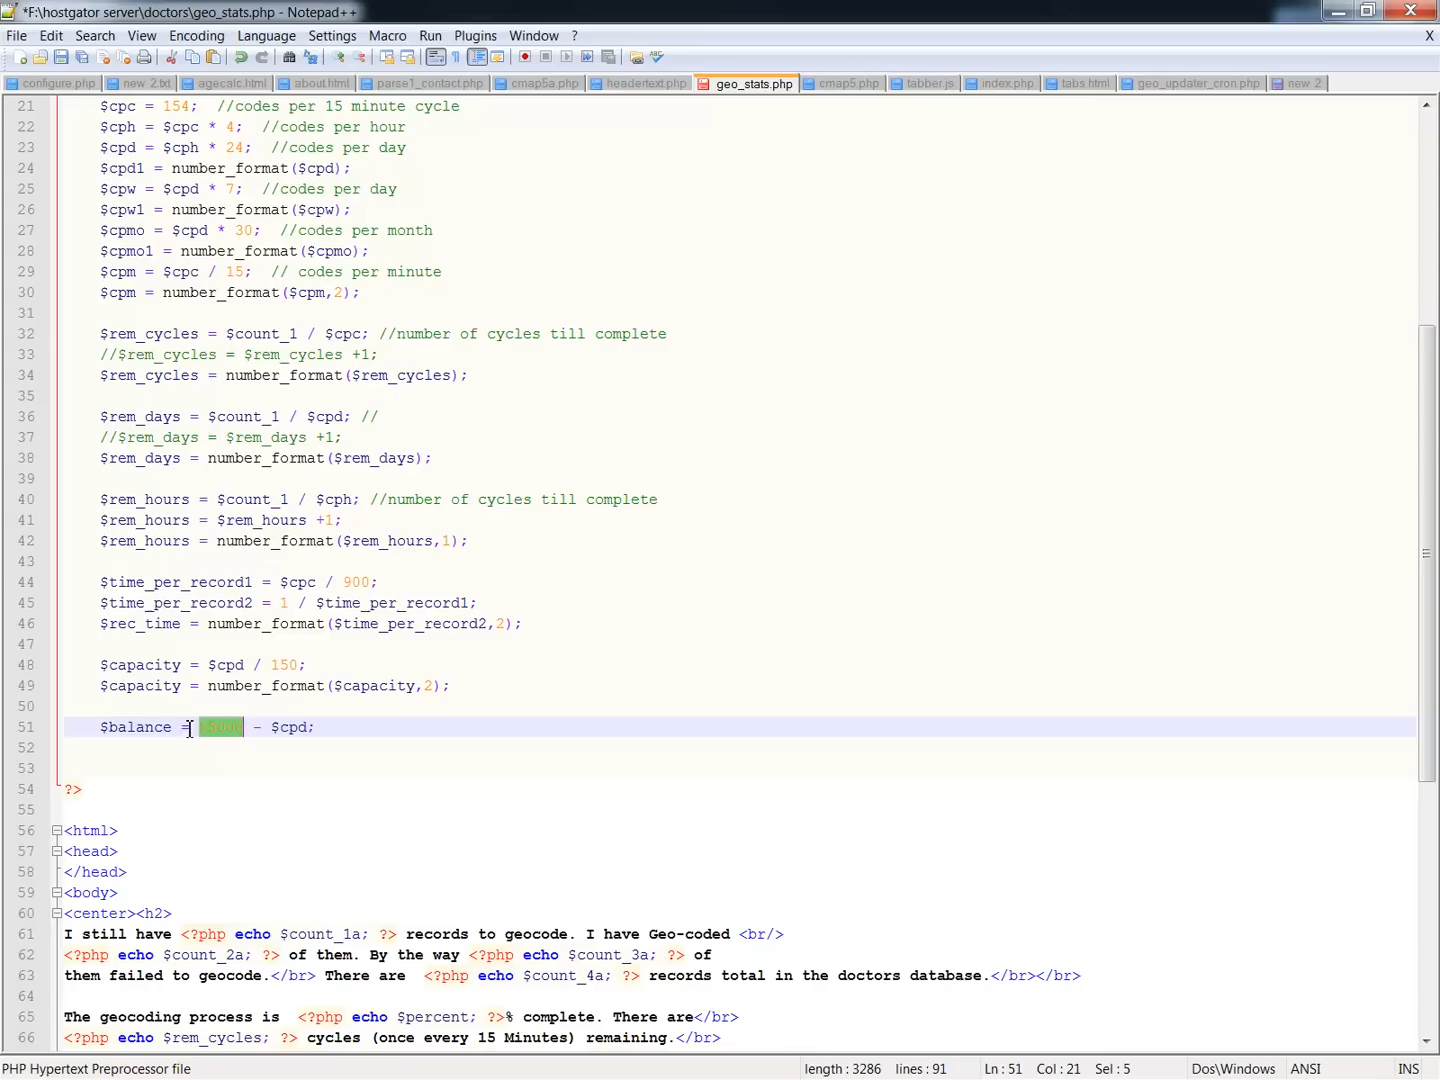 *F:\hostgator server\doctors\geo_stats.php - Notepad++
File Edit Search View Encoding Language Settings Macro Run Plugins Window ? X
configure.php new 2.txt agecalc.html about.html parse1_contact.php cmap5a.php headertext.php geo_stats.php cmap5.php tabber.js index.php tabs.html geo_updater_cron.php new 2
21 $cpc = 154; //codes per 15 minute cycle
22 $cph = $cpc * 4; //codes per hour
23 $cpd = $cph * 24; //codes per day
24 $cpd1 = number_format($cpd);
25 $cpw = $cpd * 7; //codes per day
26 $cpw1 = number_format($cpw);
27 $cpmo = $cpd * 30; //codes per month
28 $cpmo1 = number_format($cpmo);
29 $cpm = $cpc / 15; // codes per minute
30 $cpm = number_format($cpm,2);
31
32 $rem_cycles = $count_1 / $cpc; //number of cycles till complete
33 //$rem_cycles = $rem_cycles +1;
34 $rem_cycles = number_format($rem_cycles);
35
36 $rem_days = $count_1 / $cpd; //
37 //$rem_days = $rem_days +1;
38 $rem_days = number_format($rem_days);
39
40 $rem_hours = $count_1 / $cph; //number of cycles till complete
41 $rem_hours = $rem_hours +1;
42 $rem_hours = number_format($rem_hours,1);
43
44 $time_per_record1 = $cpc / 900;
45 $time_per_record2 = 1 / $time_per_record1;
46 $rec_time = number_format($time_per_record2,2);
47
48 $capacity = $cpd / 150;
49 $capacity = number_format($capacity,2);
50
51 $balance = 15000 - $cpd;
52
53
54 ?>
55
56 <html>
57 <head>
58 </head>
59 <body>
60 <center><h2>
61 I still have <?php echo $count_1a; ?> records to geocode. I have Geo-coded <br/>
62 <?php echo $count_2a; ?> of them. By the way <?php echo $count_3a; ?> of
63 them failed to geocode.</br> There are <?php echo $count_4a; ?> records total in the doctors database.</br></br>
64
65 The geocoding process is <?php echo $percent; ?>% complete. There are</br>
66 <?php echo $rem_cycles; ?> cycles (once every 15 Minutes) remaining.</br>
PHP Hypertext Preprocessor file length : 3286 lines : 91 Ln : 51 Col : 21 Sel : 5 Dos\Windows ANSI INS